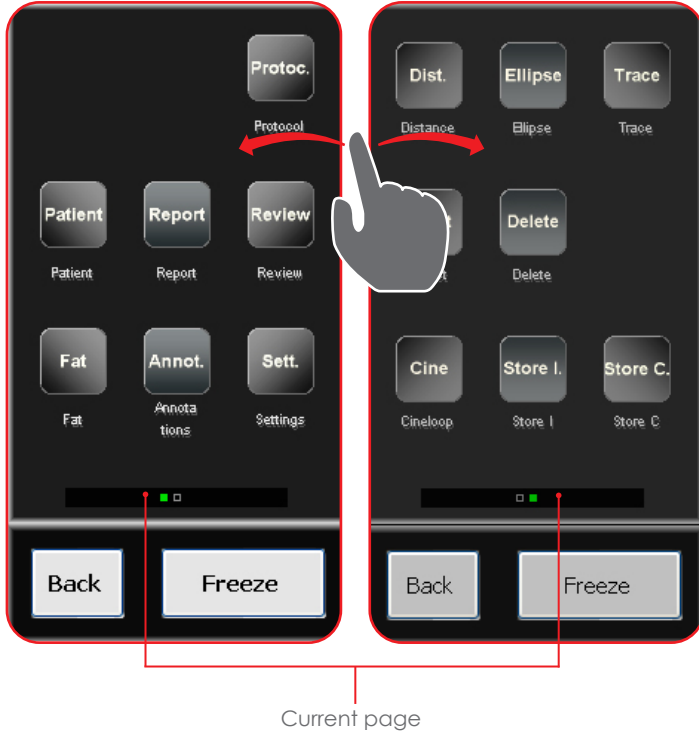 Protoc.
Protocol
Patient
Report
Review
Patient
Report
Review
Fat
Annot.
Sett.
Fat
Annota
tions
Settings
Back
Freeze
Dist.
Ellipse
Trace
Distance
Ellipse
Trace
Delete
Delete
Cine
Store I.
Store C.
Cineloop
Store I
Store C
Back
Freeze
Current page